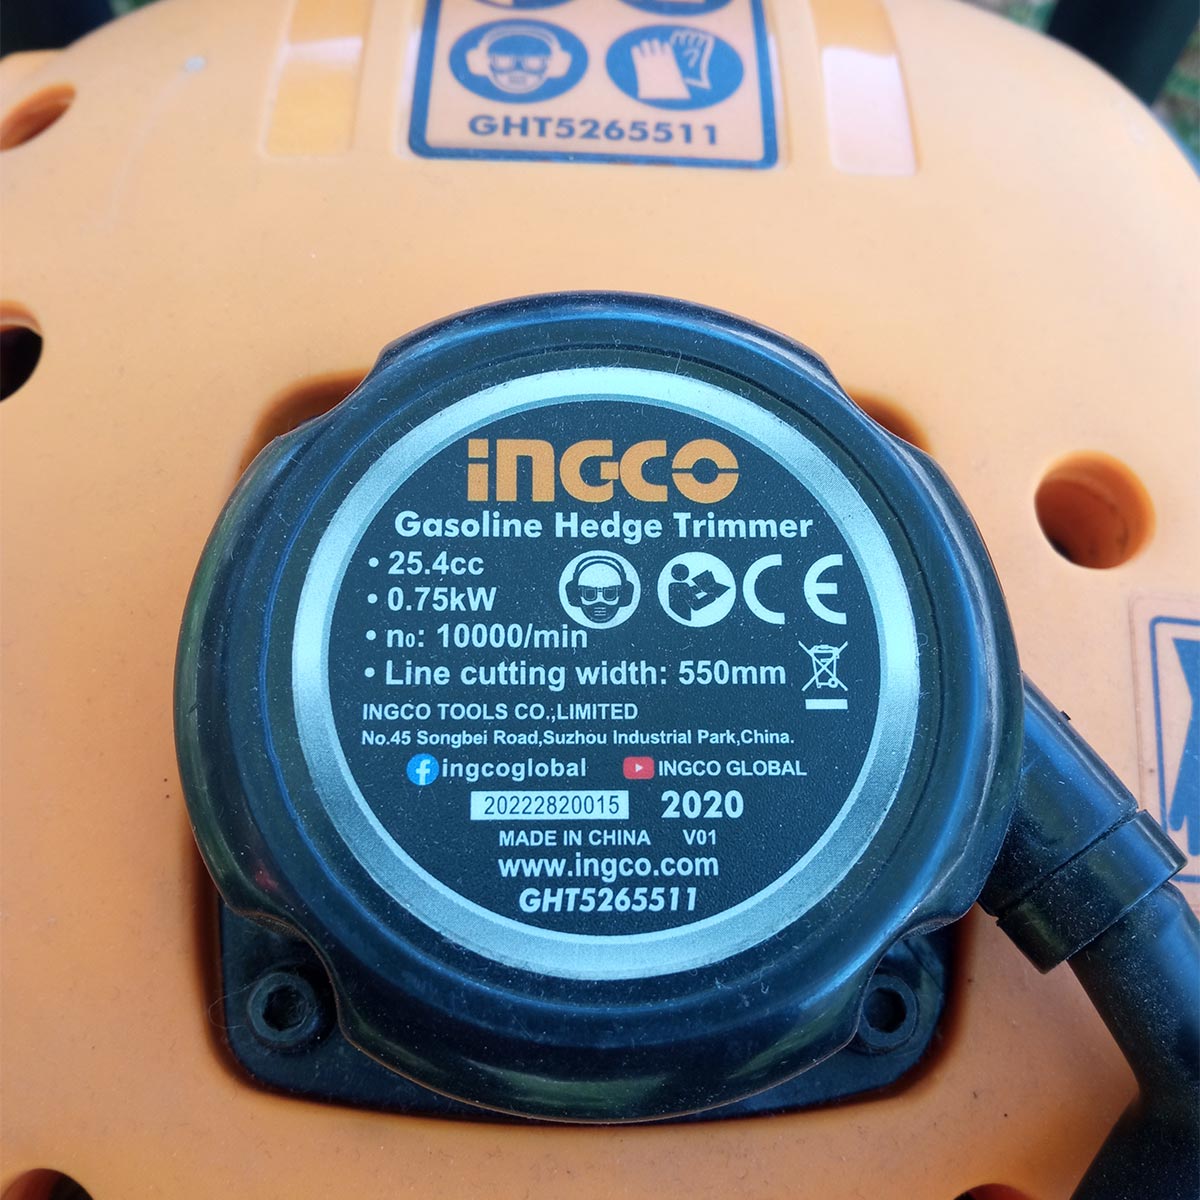 GHT5265511
INGCO
Gasoline Hedge Trimmer
• 25.4cc
• 0.75kW
• n₀: 10000/min
• Line cutting width: 550mm
CE
INGCO TOOLS CO.,LIMITED
No.45 Songbei Road,Suzhou Industrial Park,China.
ingcoglobal INGCO GLOBAL
20222820015 2020
MADE IN CHINA V01
www.ingco.com
GHT5265511